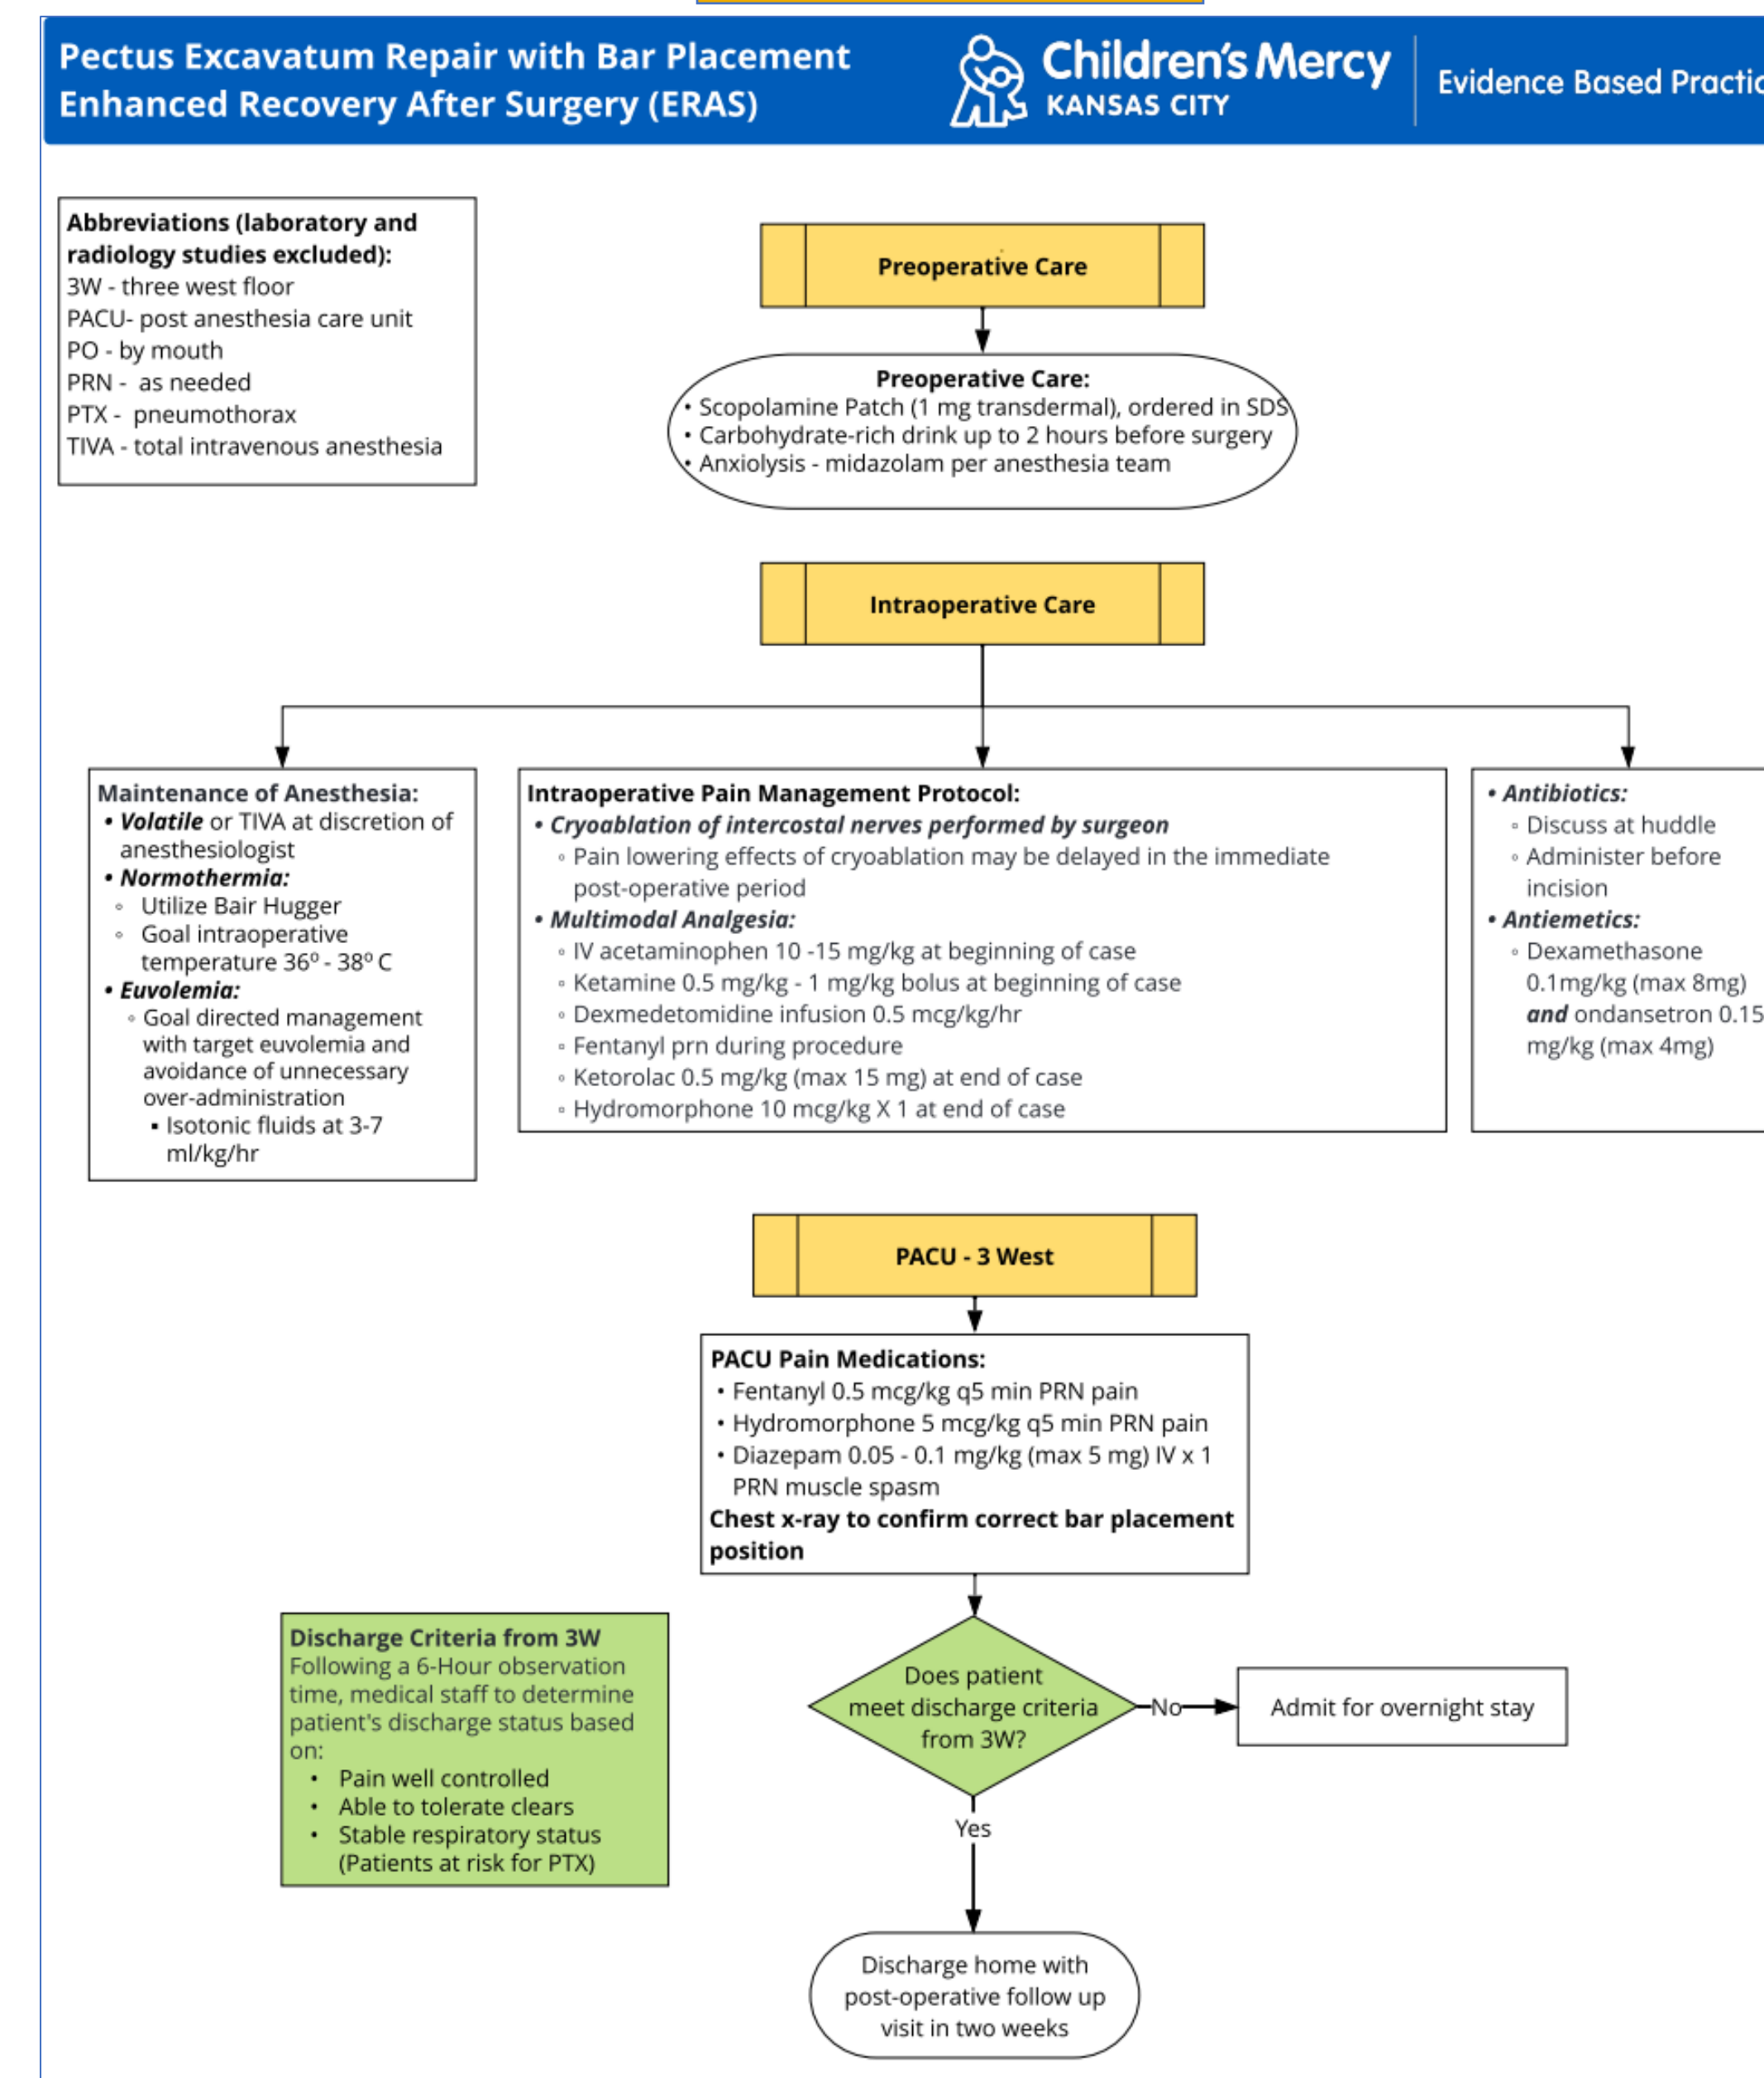 Pectus Excavatum Repair with Bar Placement
Enhanced Recovery After Surgery (ERAS)
Children's Mercy
KANSAS CITY
Evidence Based
Abbreviations (laboratory and
radiology studies excluded):
3W - three west floor
PACU- post anesthesia care unit
PO - by mouth
PRN - as needed
PTX - pneumothorax
TIVA - total intravenous anesthesia
Preoperative Care
Preoperative Care:
• Scopolamine Patch (1 mg transdermal), ordered in SDS
• Carbohydrate-rich drink up to 2 hours before surgery
• Anxiolysis - midazolam per anesthesia team
Intraoperative Care
Maintenance of Anesthesia:
• Volatile or TIVA at discretion of
anesthesiologist
• Normothermia:
◦ Utilize Bair Hugger
◦ Goal intraoperative
temperature 36º - 38º C
• Euvolemia:
◦ Goal directed management
with target euvolemia and
avoidance of unnecessary
over-administration
▪ Isotonic fluids at 3-7
ml/kg/hr
Intraoperative Pain Management Protocol:
• Cryoablation of intercostal nerves performed by surgeon
◦ Pain lowering effects of cryoablation may be delayed in the immediate
post-operative period
• Multimodal Analgesia:
◦ IV acetaminophen 10 -15 mg/kg at beginning of case
◦ Ketamine 0.5 mg/kg - 1 mg/kg bolus at beginning of case
◦ Dexmedetomidine infusion 0.5 mcg/kg/hr
◦ Fentanyl prn during procedure
◦ Ketorolac 0.5 mg/kg (max 15 mg) at end of case
◦ Hydromorphone 10 mcg/kg X 1 at end of case
• Antibiotics:
◦ Discuss at huddle
◦ Administer before
incision
• Antiemetics:
◦ Dexamethasone
0.1mg/kg (max 8mg)
and ondansetron 0.15
mg/kg (max 4mg)
PACU - 3 West
PACU Pain Medications:
• Fentanyl 0.5 mcg/kg q5 min PRN pain
• Hydromorphone 5 mcg/kg q5 min PRN pain
• Diazepam 0.05 - 0.1 mg/kg (max 5 mg) IV x 1
PRN muscle spasm
Chest x-ray to confirm correct bar placement
position
Discharge Criteria from 3W
Following a 6-Hour observation
time, medical staff to determine
patient's discharge status based
on:
• Pain well controlled
• Able to tolerate clears
• Stable respiratory status
(Patients at risk for PTX)
Does patient
meet discharge criteria
from 3W?
No
Admit for overnight stay
Yes
Discharge home with
post-operative follow up
visit in two weeks